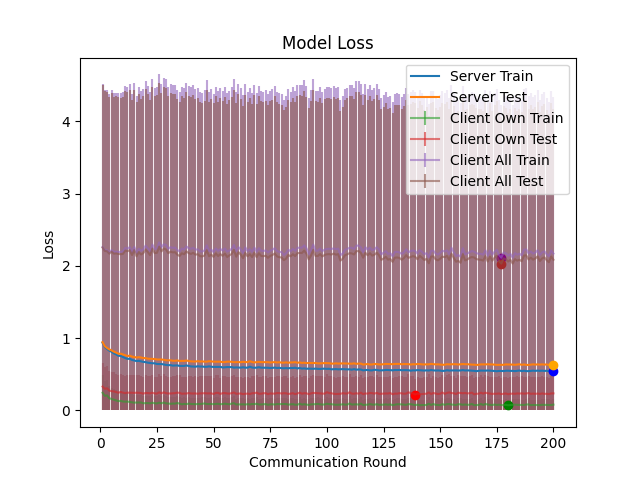 Model Loss
Server Train
Server Test
Client Own Train
Client Own Test
Client All Train
Client All Test
Loss
4
3
2
1
0
0 25 50 75 100 125 150 175 200
Communication Round